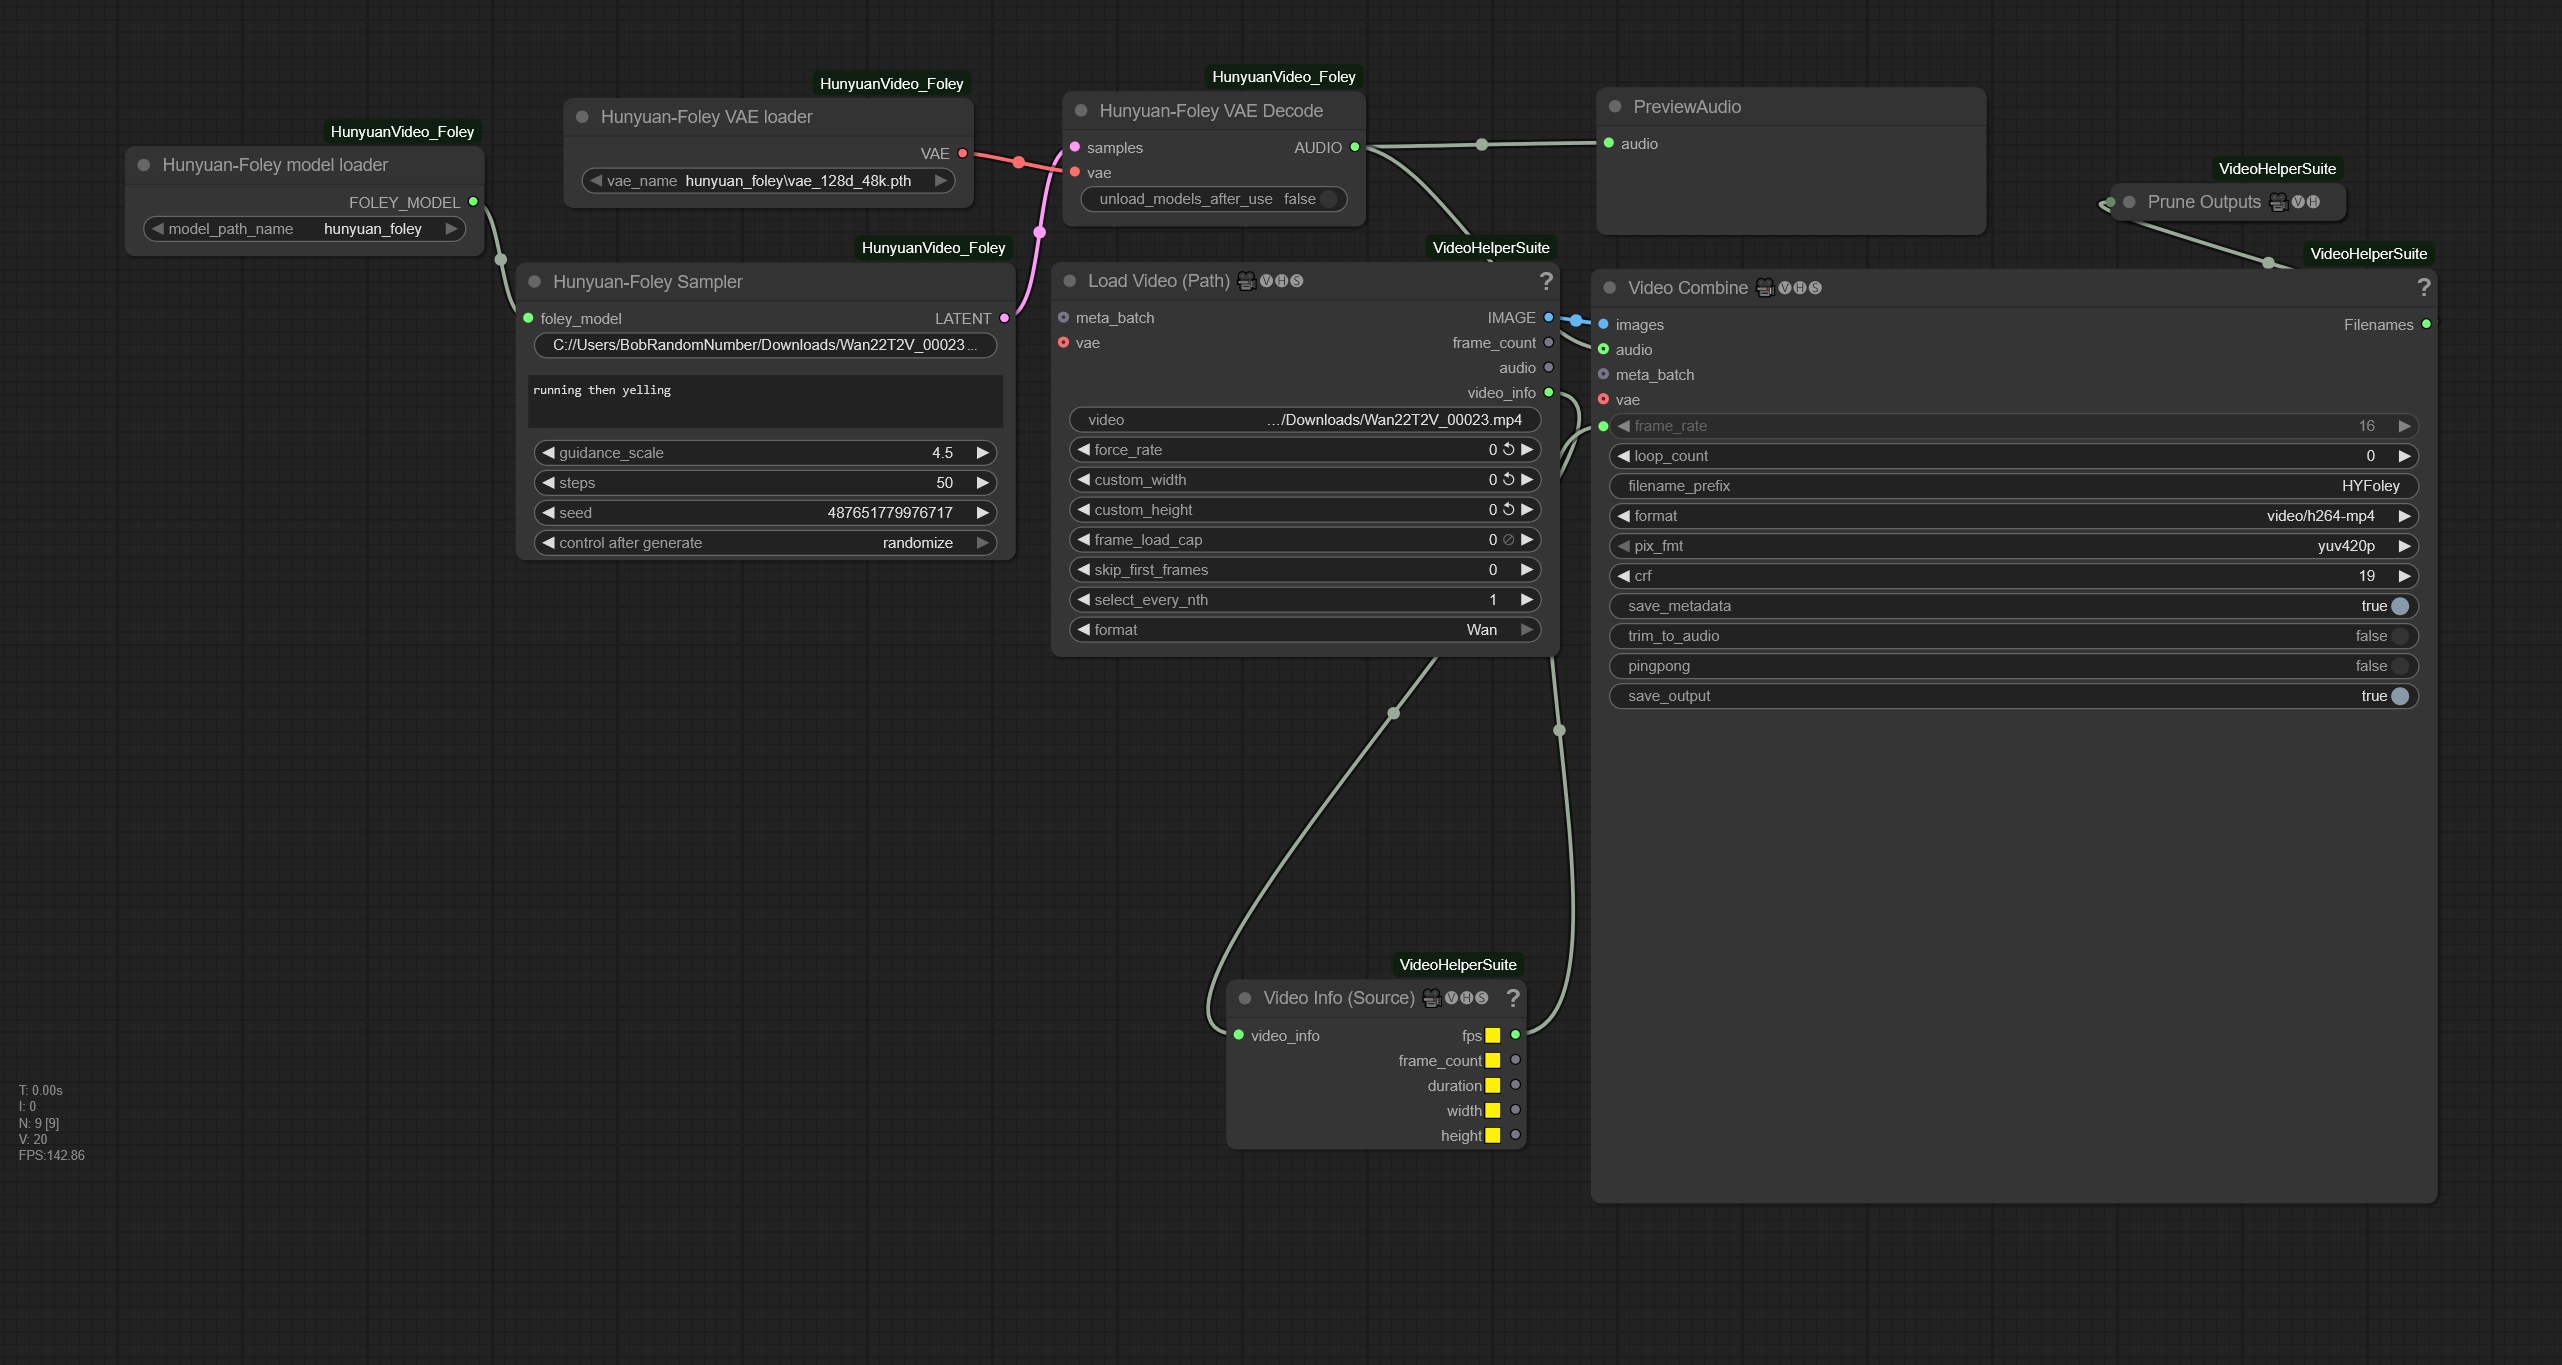 HunyuanVideo_Foley
Hunyuan-Foley model loader
FOLEY_MODEL
model_path_name hunyuan_foley
HunyuanVideo_Foley
Hunyuan-Foley VAE loader
VAE
vae_name hunyuan_foley\vae_128d_48k.pth
HunyuanVideo_Foley
Hunyuan-Foley Sampler
foley_model LATENT
C://Users/BobRandomNumber/Downloads/Wan22T2V_00023...
running then yelling
guidance_scale 4.5
steps 50
seed 487651779976717
control after generate randomize
HunyuanVideo_Foley
Hunyuan-Foley VAE Decode
samples AUDIO
vae
unload_models_after_use false
VideoHelperSuite
Load Video (Path) 🎥🅥🅗🅢 ?
meta_batch IMAGE
vae frame_count
audio
video_info
video .../Downloads/Wan22T2V_00023.mp4
force_rate 0
custom_width 0
custom_height 0
frame_load_cap 0
skip_first_frames 0
select_every_nth 1
format Wan
PreviewAudio
audio
VideoHelperSuite
Prune Outputs 🎥🅥🅗
VideoHelperSuite
Video Combine 🎥🅥🅗🅢 ?
images Filenames
audio
meta_batch
vae
frame_rate 16
loop_count 0
filename_prefix HYFoley
format video/h264-mp4
pix_fmt yuv420p
crf 19
save_metadata true
trim_to_audio false
pingpong false
save_output true
VideoHelperSuite
Video Info (Source) 🎥🅥🅗🅢 ?
video_info fps
frame_count
duration
width
height
T: 0.00s
I: 0
N: 9 [9]
V: 20
FPS:142.86